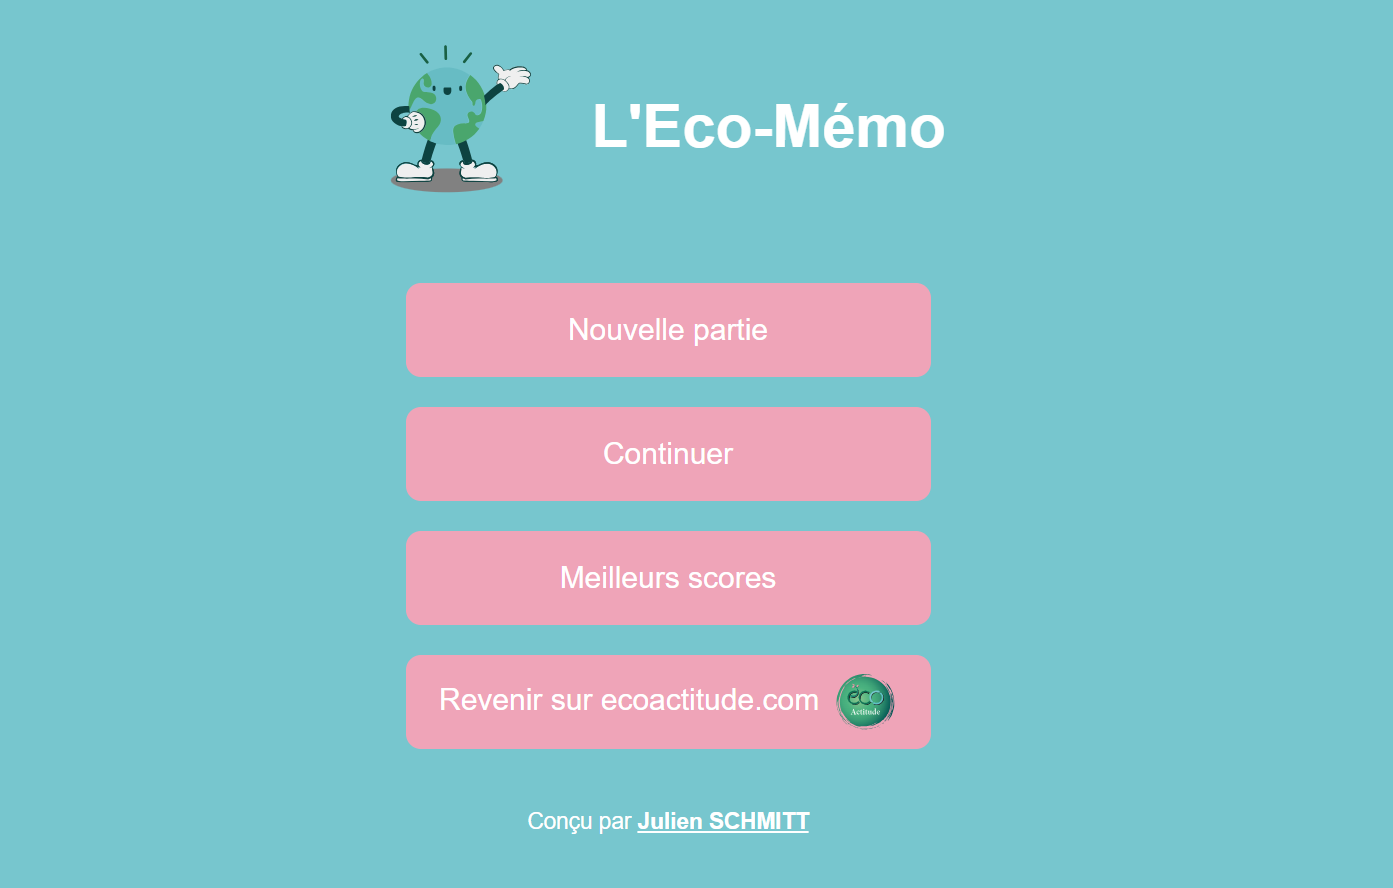 L'Eco-Mémo
Nouvelle partie
Continuer
Meilleurs scores
Revenir sur ecoactitude.com
éco
Actitude
Conçu par Julien SCHMITT